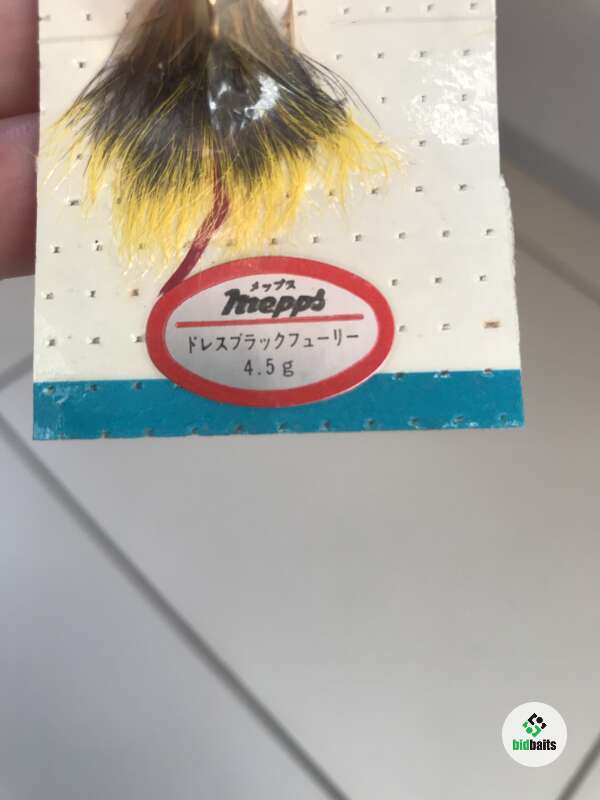 メップス
mepps
ドレスブラックフューリー
4.5g
bidbaits